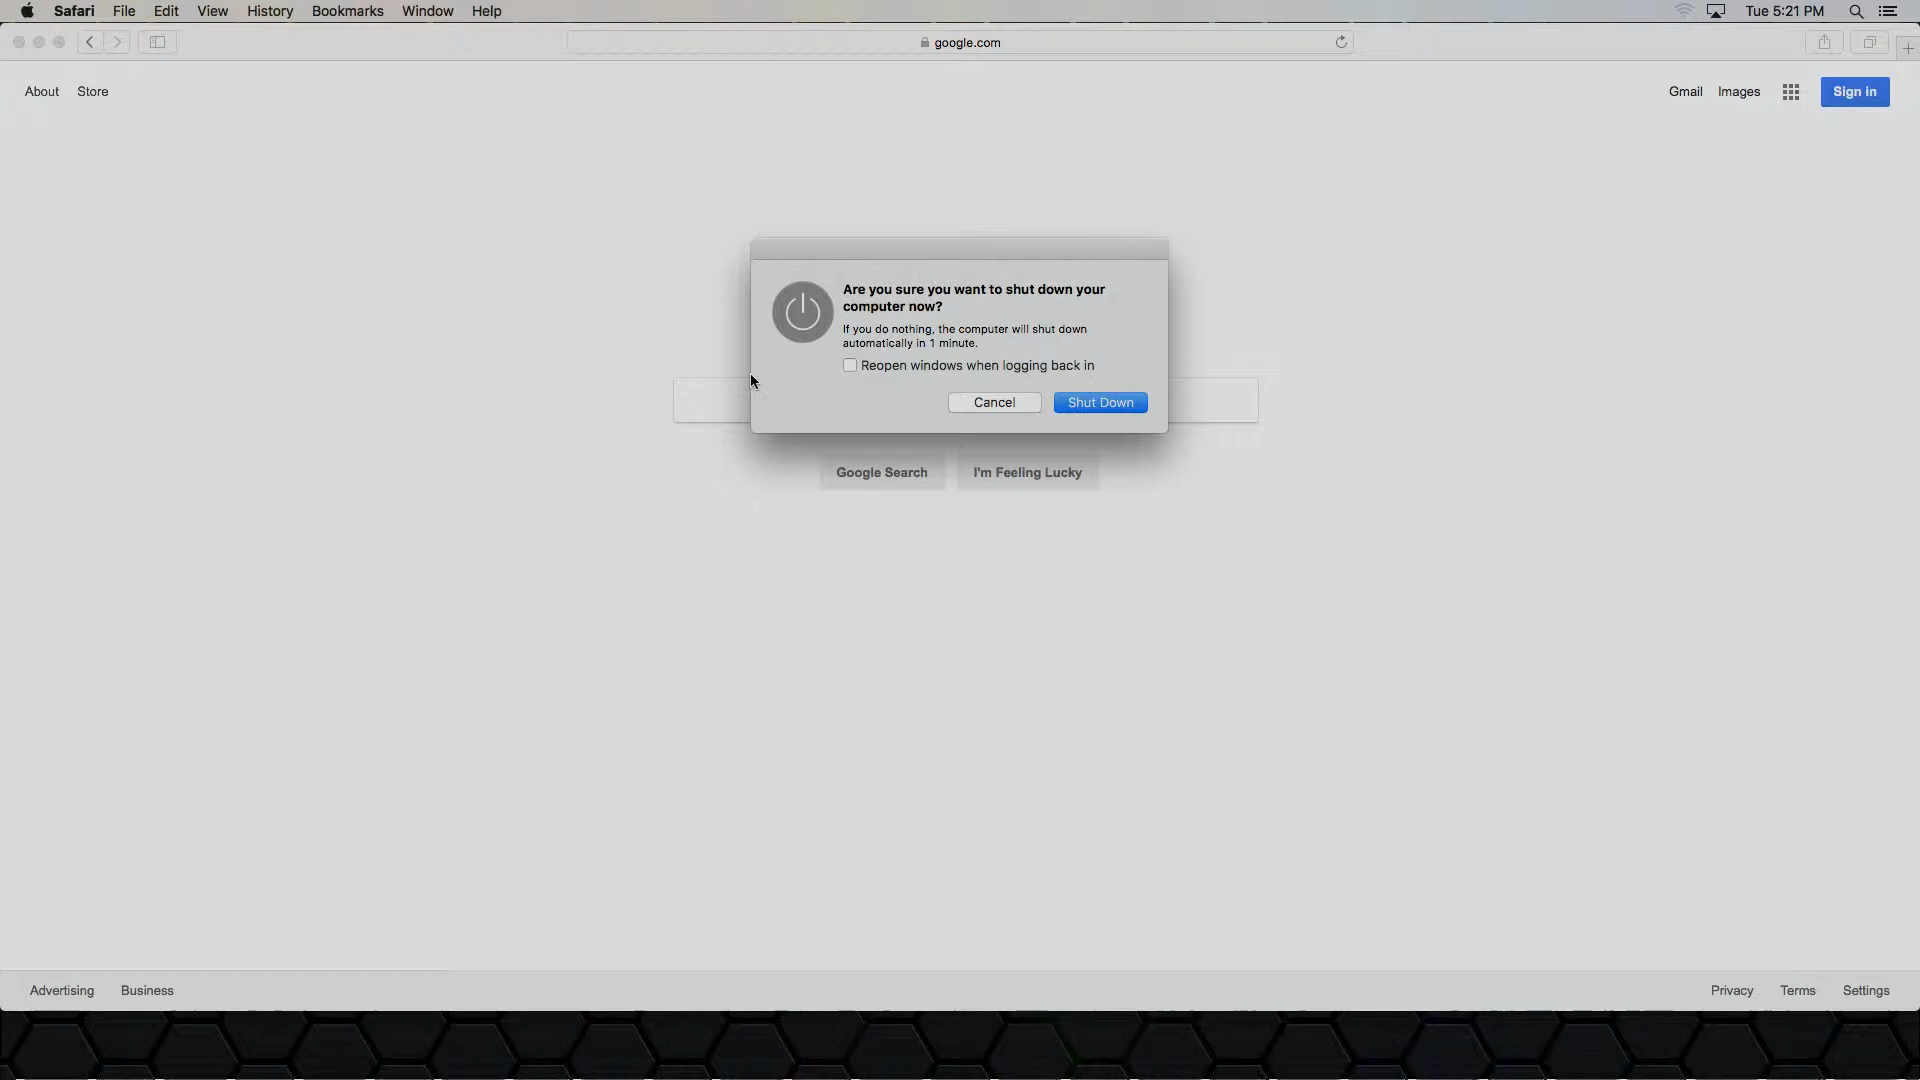 Safari File Edit View History Bookmarks Window Help Tue 5:21 PM
google.com
About Store Gmail Images Sign in
Are you sure you want to shut down your
computer now?
If you do nothing, the computer will shut down
automatically in 1 minute.
Reopen windows when logging back in
Cancel Shut Down
Google Search I'm Feeling Lucky
Advertising Business Privacy Terms Settings